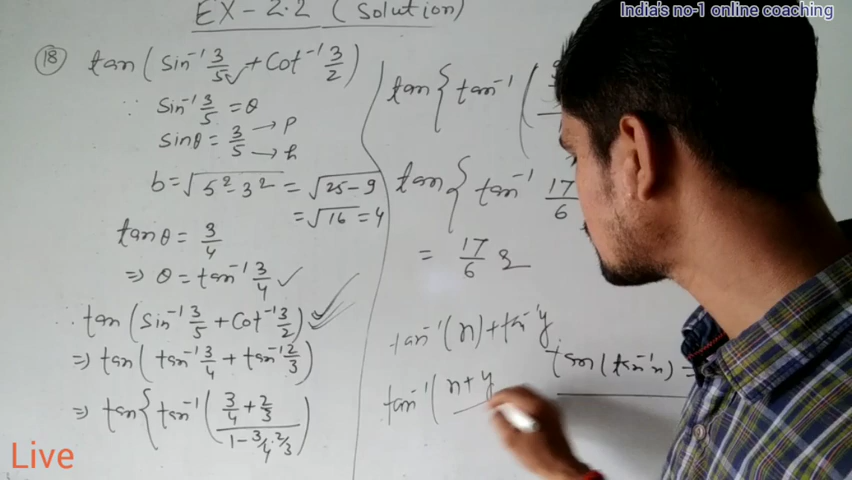 India's no-1 online coaching
EX-2.2 (Solution)
18 tan(sin⁻¹ 3/5 + Cot⁻¹ 3/2)
∵ sin⁻¹ 3/5 = θ
sinθ = 3/5 → p → h
b = √5²-3² = √25-9
= √16 = 4
tanθ = 3/4
⇒ θ = tan⁻¹ 3/4 ✓
∴ tan(sin⁻¹ 3/5 + Cot⁻¹ 3/2)
⇒ tan(tan⁻¹ 3/4 + tan⁻¹ 2/3)
⇒ tan{tan⁻¹((3/4 + 2/3)/(1-3/4·2/3))
tan{tan⁻¹(
tan{tan⁻¹ 17/6
= 17/6
tan⁻¹(n)+tan⁻¹y
tan⁻¹(n+y
tan(tan⁻¹n) =
Live